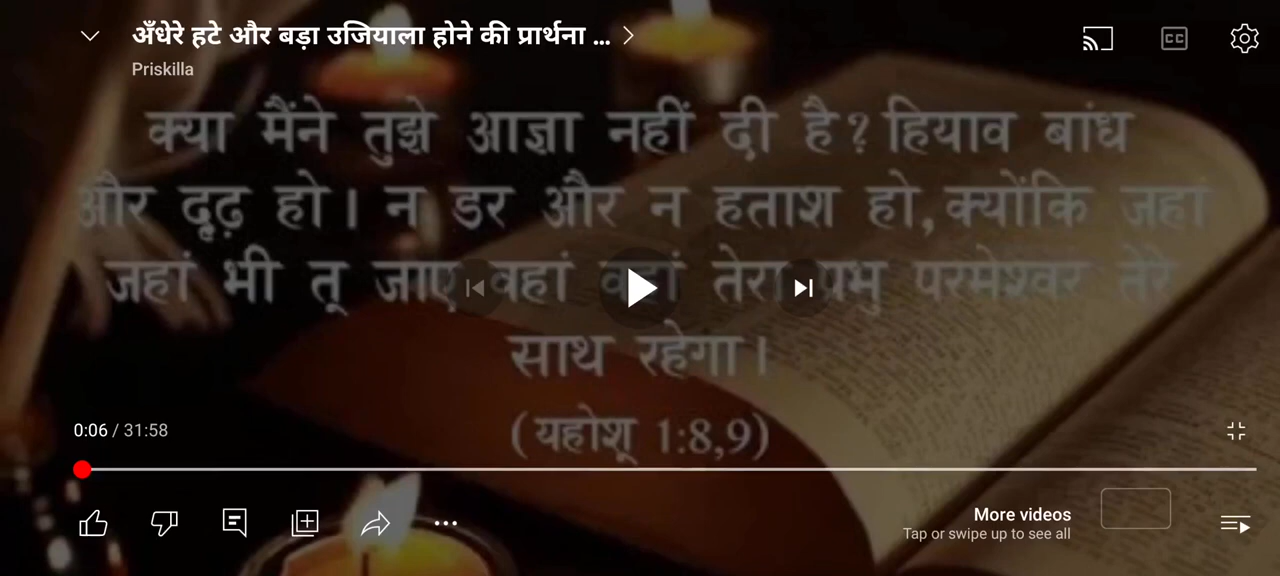 अँधेरे हटे और बड़ा उजियाला होने की प्रार्थना ...
Priskilla
क्या मैंने तुझे आज्ञा नहीं दी है? हियाव बांध
और दृढ़ हो। न डर और न हताश हो, क्योंकि जहां
जहां भी तू जाए वहां वहां तेरा प्रभु परमेश्वर तेरे
साथ रहेगा।
(यहोशू 1:8,9)
0:06 / 31:58
More videos
Tap or swipe up to see all
CC